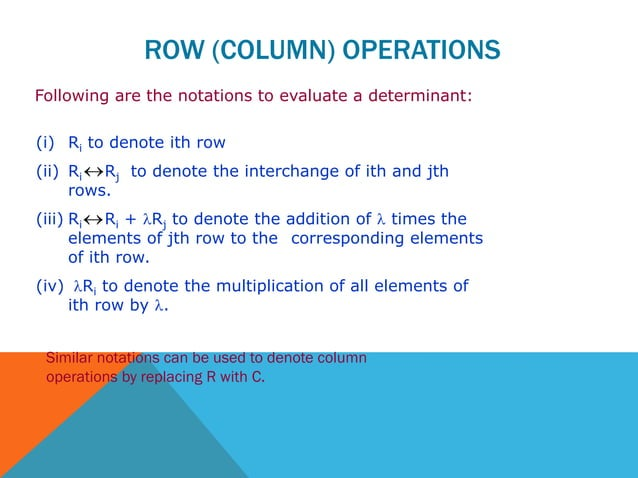 ROW (COLUMN) OPERATIONS
Following are the notations to evaluate a determinant:
(i) Ri to denote ith row
(ii) Ri↔Rj to denote the interchange of ith and jth
rows.
(iii) Ri↔Ri + λRj to denote the addition of λ times the
elements of jth row to the corresponding elements
of ith row.
(iv) λRi to denote the multiplication of all elements of
ith row by λ.
Similar notations can be used to denote column
operations by replacing R with C.